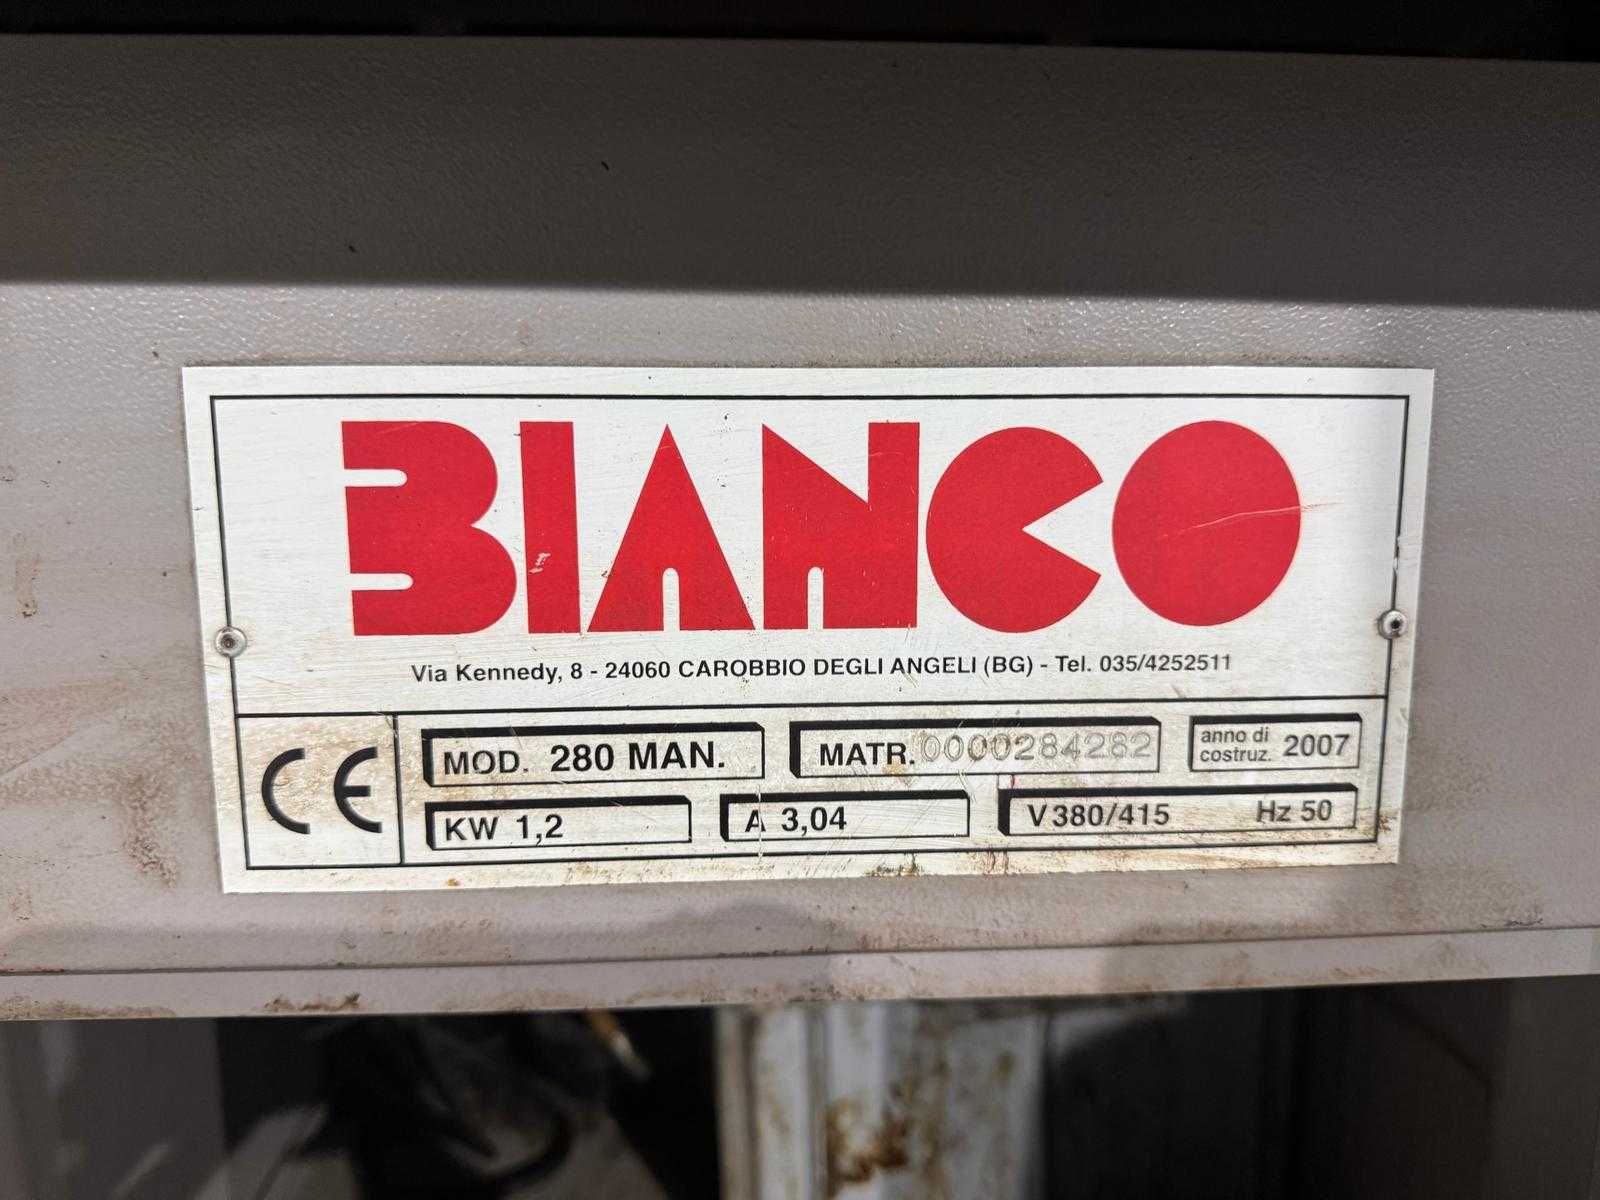 BIANCO
Via Kennedy, 8 - 24060 CAROBBIO DEGLI ANGELI (BG) - Tel. 035/4252511
CE
MOD. 280 MAN.
MATR. 0000284282
anno di costruz. 2007
KW 1,2
A 3,04
V 380/415 Hz 50